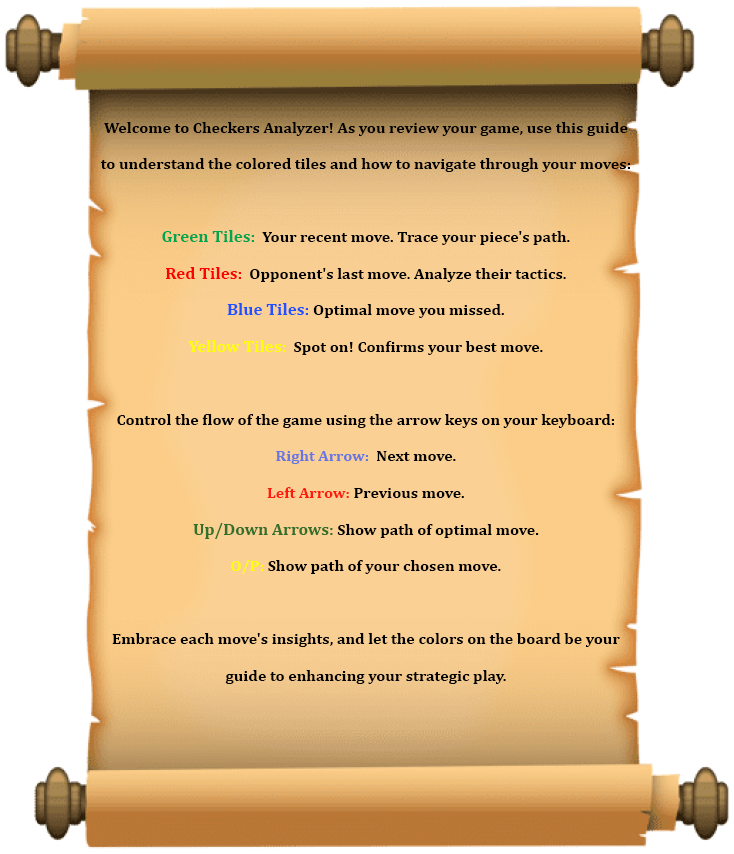 Welcome to Checkers Analyzer! As you review your game, use this guide
to understand the colored tiles and how to navigate through your moves:
Green Tiles: Your recent move. Trace your piece's path.
Red Tiles: Opponent's last move. Analyze their tactics.
Blue Tiles: Optimal move you missed.
Yellow Tiles: Spot on! Confirms your best move.
Control the flow of the game using the arrow keys on your keyboard:
Right Arrow: Next move.
Left Arrow: Previous move.
Up/Down Arrows: Show path of optimal move.
O/P: Show path of your chosen move.
Embrace each move's insights, and let the colors on the board be your
guide to enhancing your strategic play.